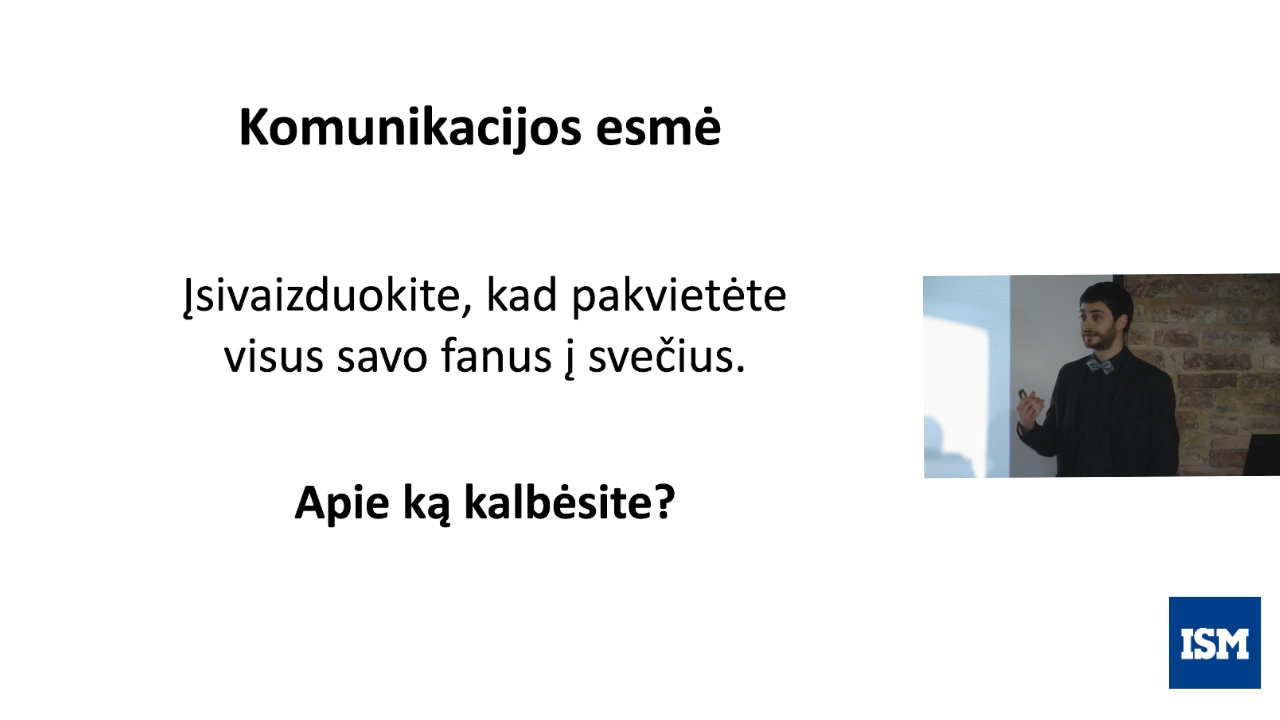 Komunikacijos esmė
Įsivaizduokite, kad pakvietėte
visus savo fanus į svečius.
Apie ką kalbėsite?
ISM